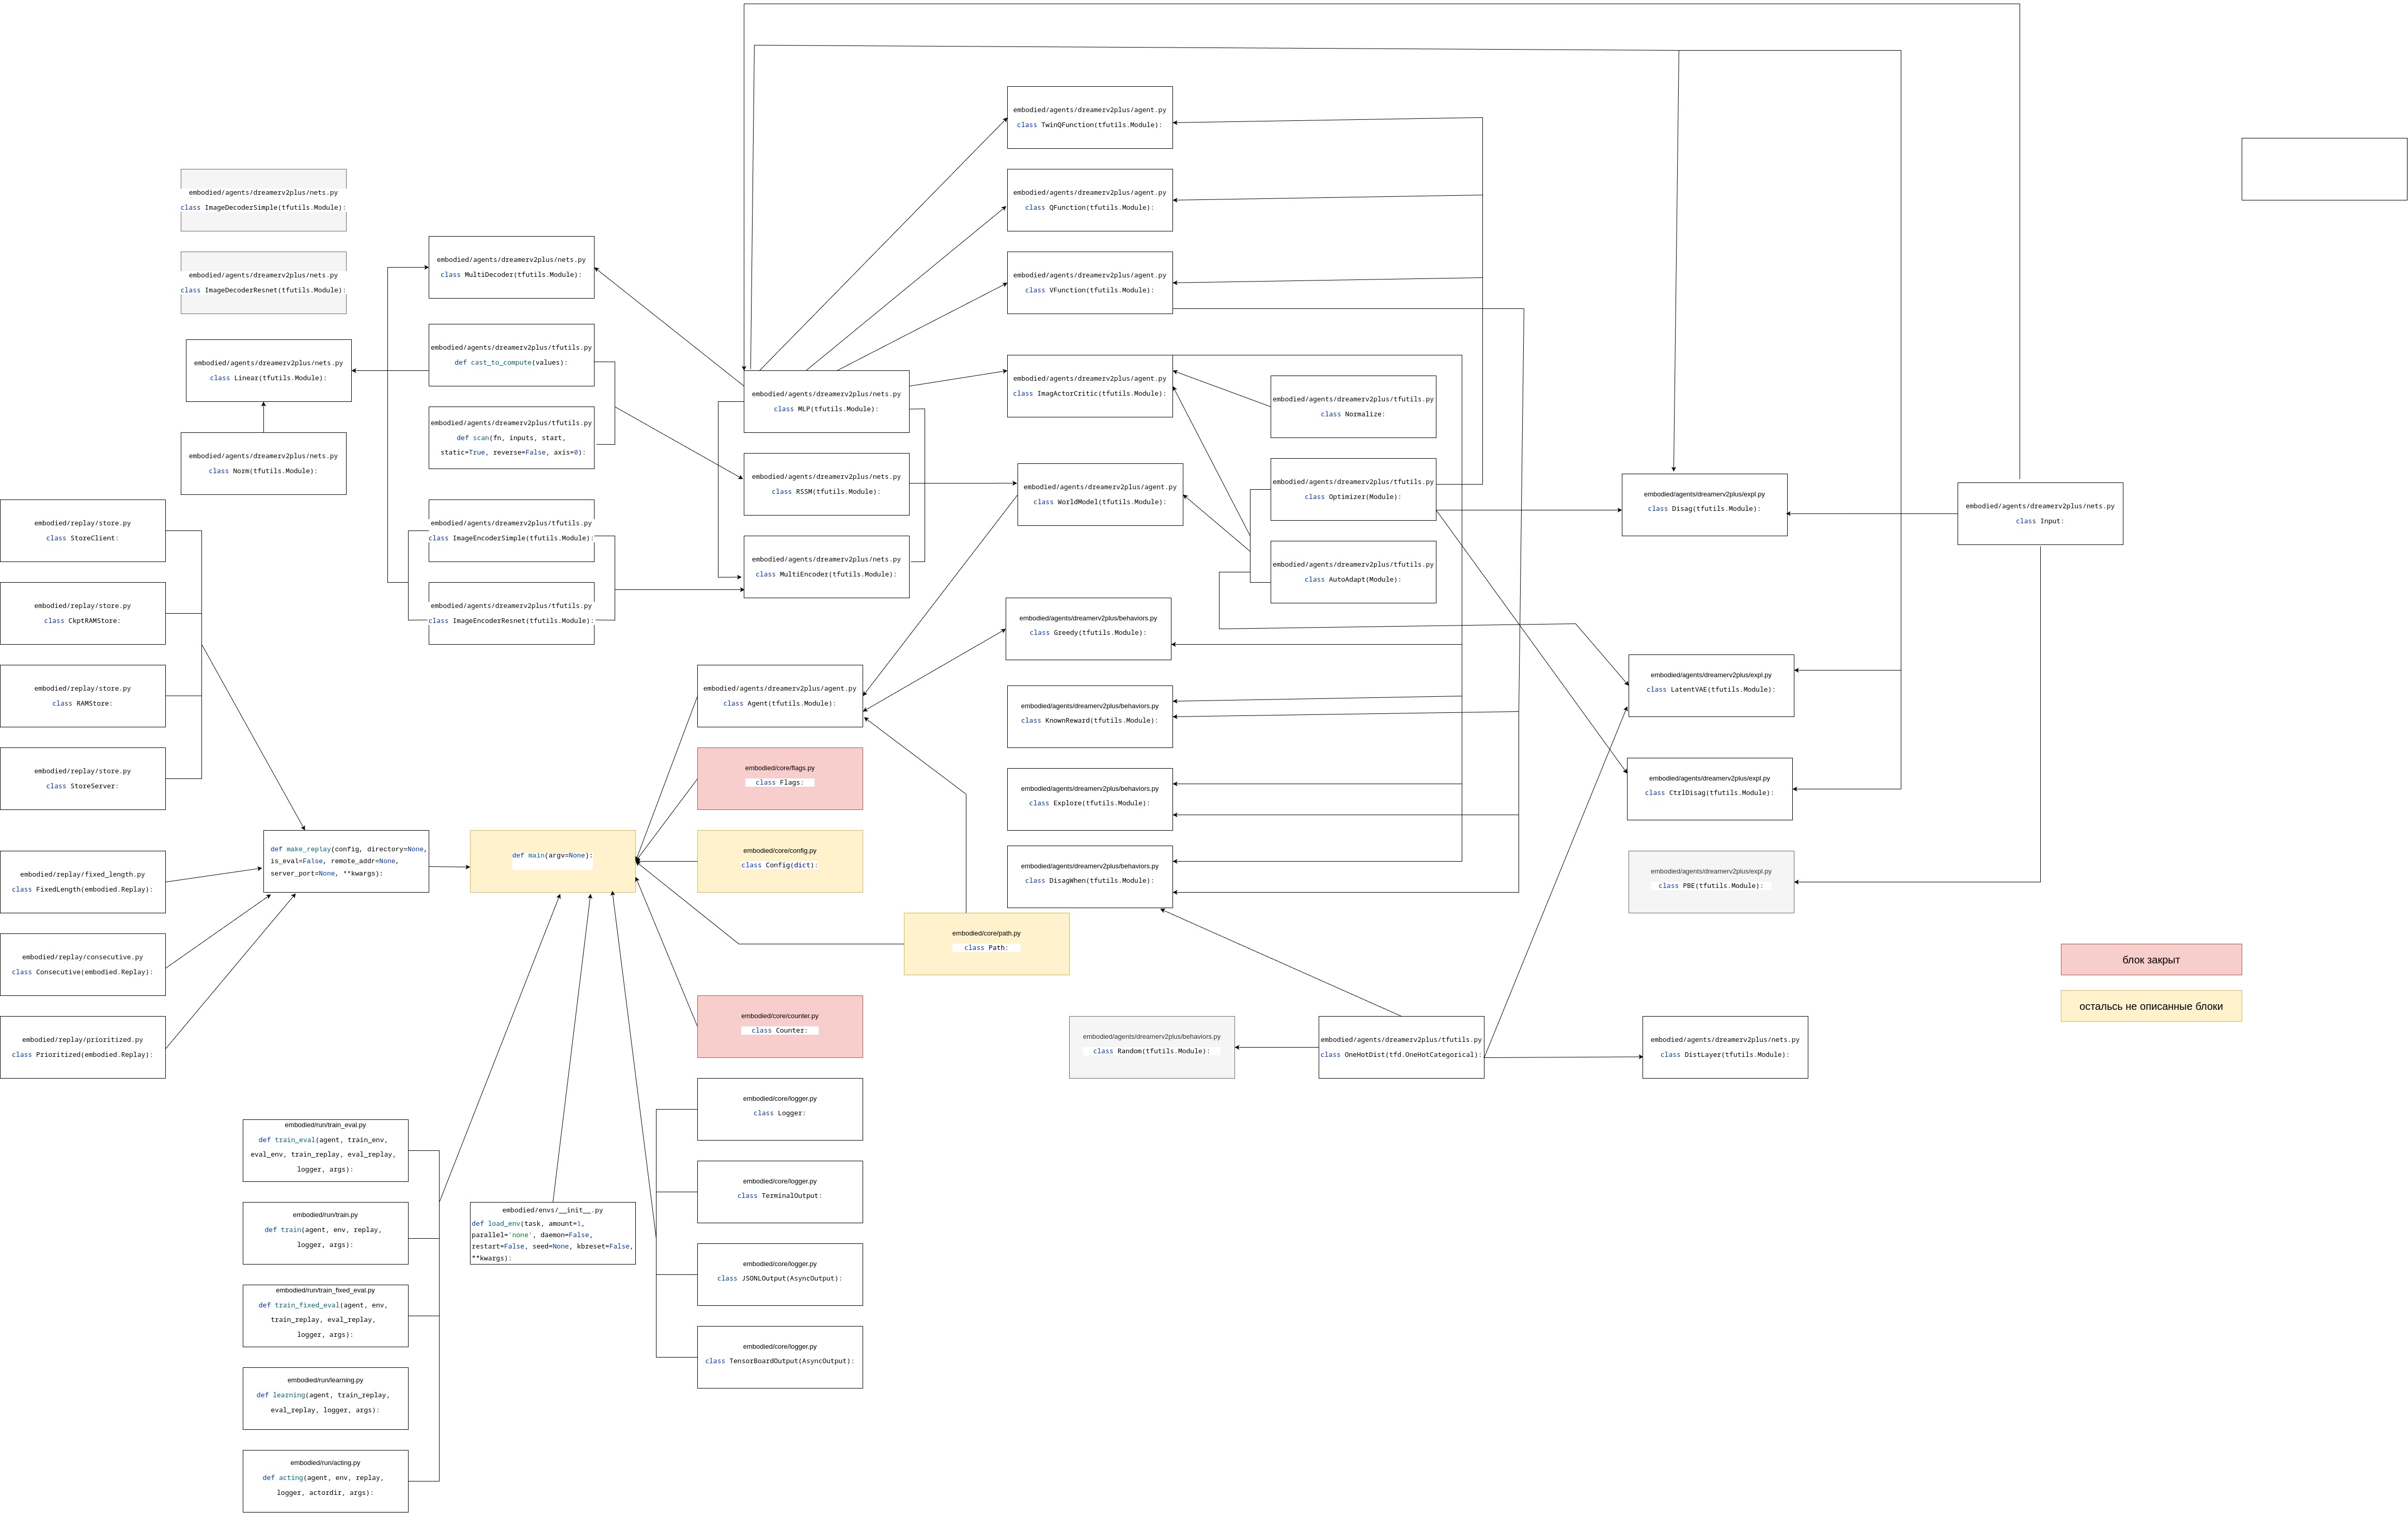 embodied/agents/dreamerv2plus/agent.py
class TwinQFunction(tfutils.Module):
embodied/agents/dreamerv2plus/nets.py
class ImageDecoderSimple(tfutils.Module):
embodied/agents/dreamerv2plus/agent.py
class QFunction(tfutils.Module):
embodied/agents/dreamerv2plus/nets.py
class ImageDecoderResnet(tfutils.Module):
embodied/agents/dreamerv2plus/nets.py
class MultiDecoder(tfutils.Module):
embodied/agents/dreamerv2plus/agent.py
class VFunction(tfutils.Module):
embodied/agents/dreamerv2plus/nets.py
class Linear(tfutils.Module):
embodied/agents/dreamerv2plus/tfutils.py
def cast_to_compute(values):
embodied/agents/dreamerv2plus/nets.py
class MLP(tfutils.Module):
embodied/agents/dreamerv2plus/agent.py
class ImagActorCritic(tfutils.Module):
embodied/agents/dreamerv2plus/tfutils.py
class Normalize:
embodied/agents/dreamerv2plus/nets.py
class Norm(tfutils.Module):
embodied/agents/dreamerv2plus/tfutils.py
def scan(fn, inputs, start,
static=True, reverse=False, axis=0):
embodied/agents/dreamerv2plus/nets.py
class RSSM(tfutils.Module):
embodied/agents/dreamerv2plus/agent.py
class WorldModel(tfutils.Module):
embodied/agents/dreamerv2plus/tfutils.py
class Optimizer(Module):
embodied/agents/dreamerv2plus/expl.py
class Disag(tfutils.Module):
embodied/agents/dreamerv2plus/nets.py
class Input:
embodied/replay/store.py
class StoreClient:
embodied/agents/dreamerv2plus/tfutils.py
class ImageEncoderSimple(tfutils.Module):
embodied/agents/dreamerv2plus/nets.py
class MultiEncoder(tfutils.Module):
embodied/agents/dreamerv2plus/tfutils.py
class AutoAdapt(Module):
embodied/replay/store.py
class CkptRAMStore:
embodied/agents/dreamerv2plus/tfutils.py
class ImageEncoderResnet(tfutils.Module):
embodied/agents/dreamerv2plus/behaviors.py
class Greedy(tfutils.Module):
embodied/replay/store.py
class RAMStore:
embodied/agents/dreamerv2plus/agent.py
class Agent(tfutils.Module):
embodied/agents/dreamerv2plus/behaviors.py
class KnownReward(tfutils.Module):
embodied/agents/dreamerv2plus/expl.py
class LatentVAE(tfutils.Module):
embodied/replay/store.py
class StoreServer:
embodied/core/flags.py
class Flags:
embodied/agents/dreamerv2plus/behaviors.py
class Explore(tfutils.Module):
embodied/agents/dreamerv2plus/expl.py
class CtrlDisag(tfutils.Module):
def make_replay(config, directory=None,
is_eval=False, remote_addr=None,
server_port=None, **kwargs):
def main(argv=None):
embodied/core/config.py
class Config(dict):
embodied/agents/dreamerv2plus/behaviors.py
class DisagWhen(tfutils.Module):
embodied/agents/dreamerv2plus/expl.py
class PBE(tfutils.Module):
embodied/replay/fixed_length.py
class FixedLength(embodied.Replay):
embodied/core/path.py
class Path:
embodied/replay/consecutive.py
class Consecutive(embodied.Replay):
блок закрыт
остальсь не описанные блоки
embodied/replay/prioritized.py
class Prioritized(embodied.Replay):
embodied/core/counter.py
class Counter:
embodied/agents/dreamerv2plus/behaviors.py
class Random(tfutils.Module):
embodied/agents/dreamerv2plus/tfutils.py
class OneHotDist(tfd.OneHotCategorical):
embodied/agents/dreamerv2plus/nets.py
class DistLayer(tfutils.Module):
embodied/core/logger.py
class Logger:
embodied/run/train_eval.py
def train_eval(agent, train_env,
eval_env, train_replay, eval_replay,
logger, args):
embodied/core/logger.py
class TerminalOutput:
embodied/run/train.py
def train(agent, env, replay,
logger, args):
embodied/envs/__init__.py
def load_env(task, amount=1,
parallel='none', daemon=False,
restart=False, seed=None, kbreset=False,
**kwargs):
embodied/core/logger.py
class JSONLOutput(AsyncOutput):
embodied/run/train_fixed_eval.py
def train_fixed_eval(agent, env,
train_replay, eval_replay,
logger, args):
embodied/core/logger.py
class TensorBoardOutput(AsyncOutput):
embodied/run/learning.py
def learning(agent, train_replay,
eval_replay, logger, args):
embodied/run/acting.py
def acting(agent, env, replay,
logger, actordir, args):